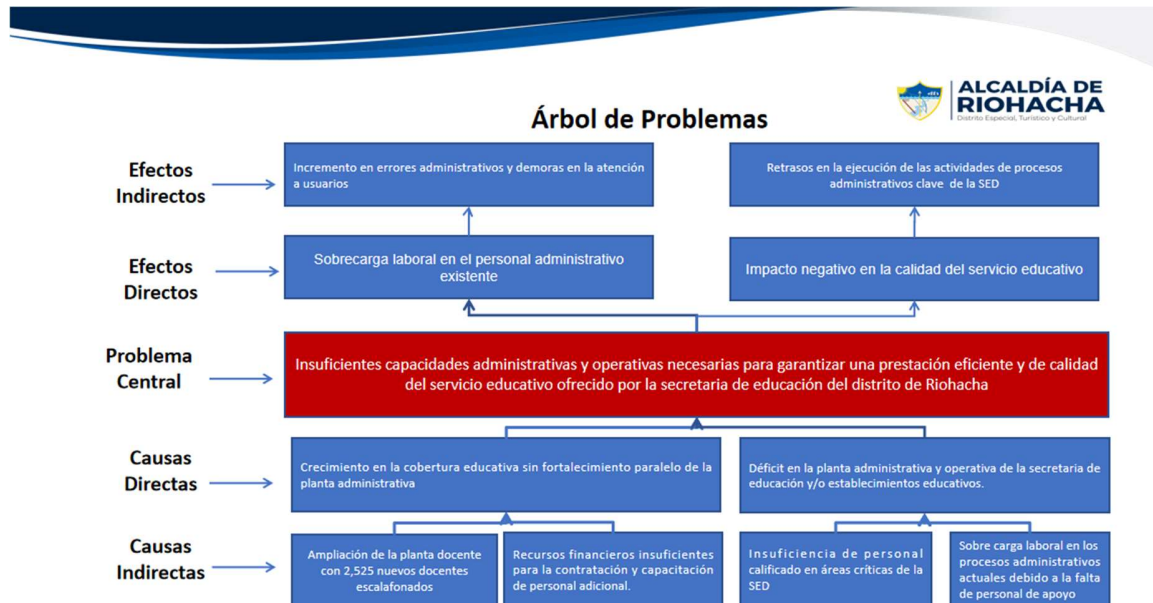 ALCALDÍA DE
RIOHACHA
Distrito Especial, Turístico y Cultural
Árbol de Problemas
Efectos
Indirectos
Incremento en errores administrativos y demoras en la atención
a usuarios
Retrasos en la ejecución de las actividades de procesos
administrativos clave de la SED
Efectos
Directos
Sobrecarga laboral en el personal administrativo
existente
Impacto negativo en la calidad del servicio educativo
Problema
Central
Insuficientes capacidades administrativas y operativas necesarias para garantizar una prestación eficiente y de calidad
del servicio educativo ofrecido por la secretaria de educación del distrito de Riohacha
Causas
Directas
Crecimiento en la cobertura educativa sin fortalecimiento paralelo de la
planta administrativa
Déficit en la planta administrativa y operativa de la secretaria de
educación y/o establecimientos educativos.
Causas
Indirectas
Ampliación de la planta docente
con 2,525 nuevos docentes
escalafonados
Recursos financieros insuficientes
para la contratación y capacitación
de personal adicional.
Insuficiencia de personal
calificado en áreas críticas de la
SED
Sobre carga laboral en los
procesos administrativos
actuales debido a la falta
de personal de apoyo